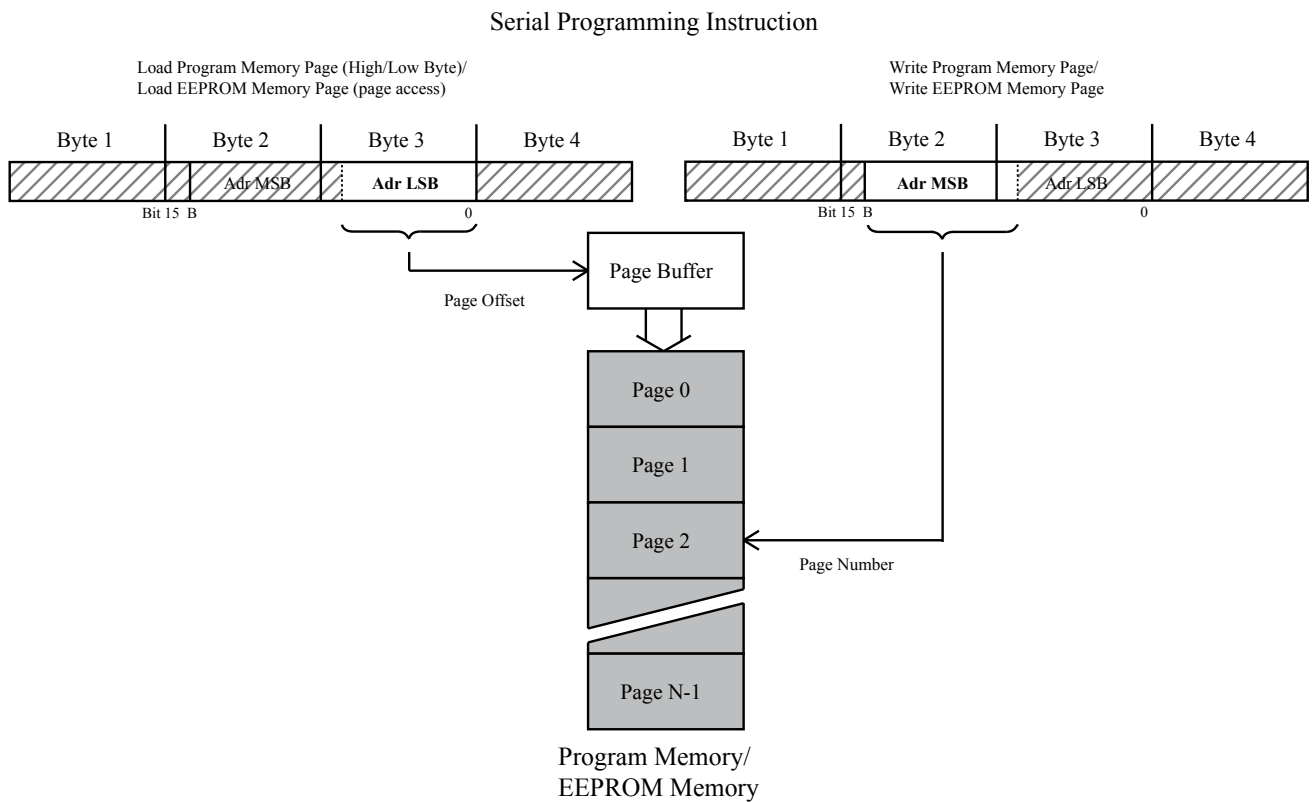 Serial Programming Instruction
Load Program Memory Page (High/Low Byte)/
Load EEPROM Memory Page (page access)
Write Program Memory Page/
Write EEPROM Memory Page
Byte 1 Byte 2 Byte 3 Byte 4
Byte 1 Byte 2 Byte 3 Byte 4
Adr MSB Adr LSB
Adr MSB Adr LSB
Bit 15 B 0
Bit 15 B 0
Page Buffer
Page Offset
Page 0
Page 1
Page 2
Page Number
Page N-1
Program Memory/
EEPROM Memory